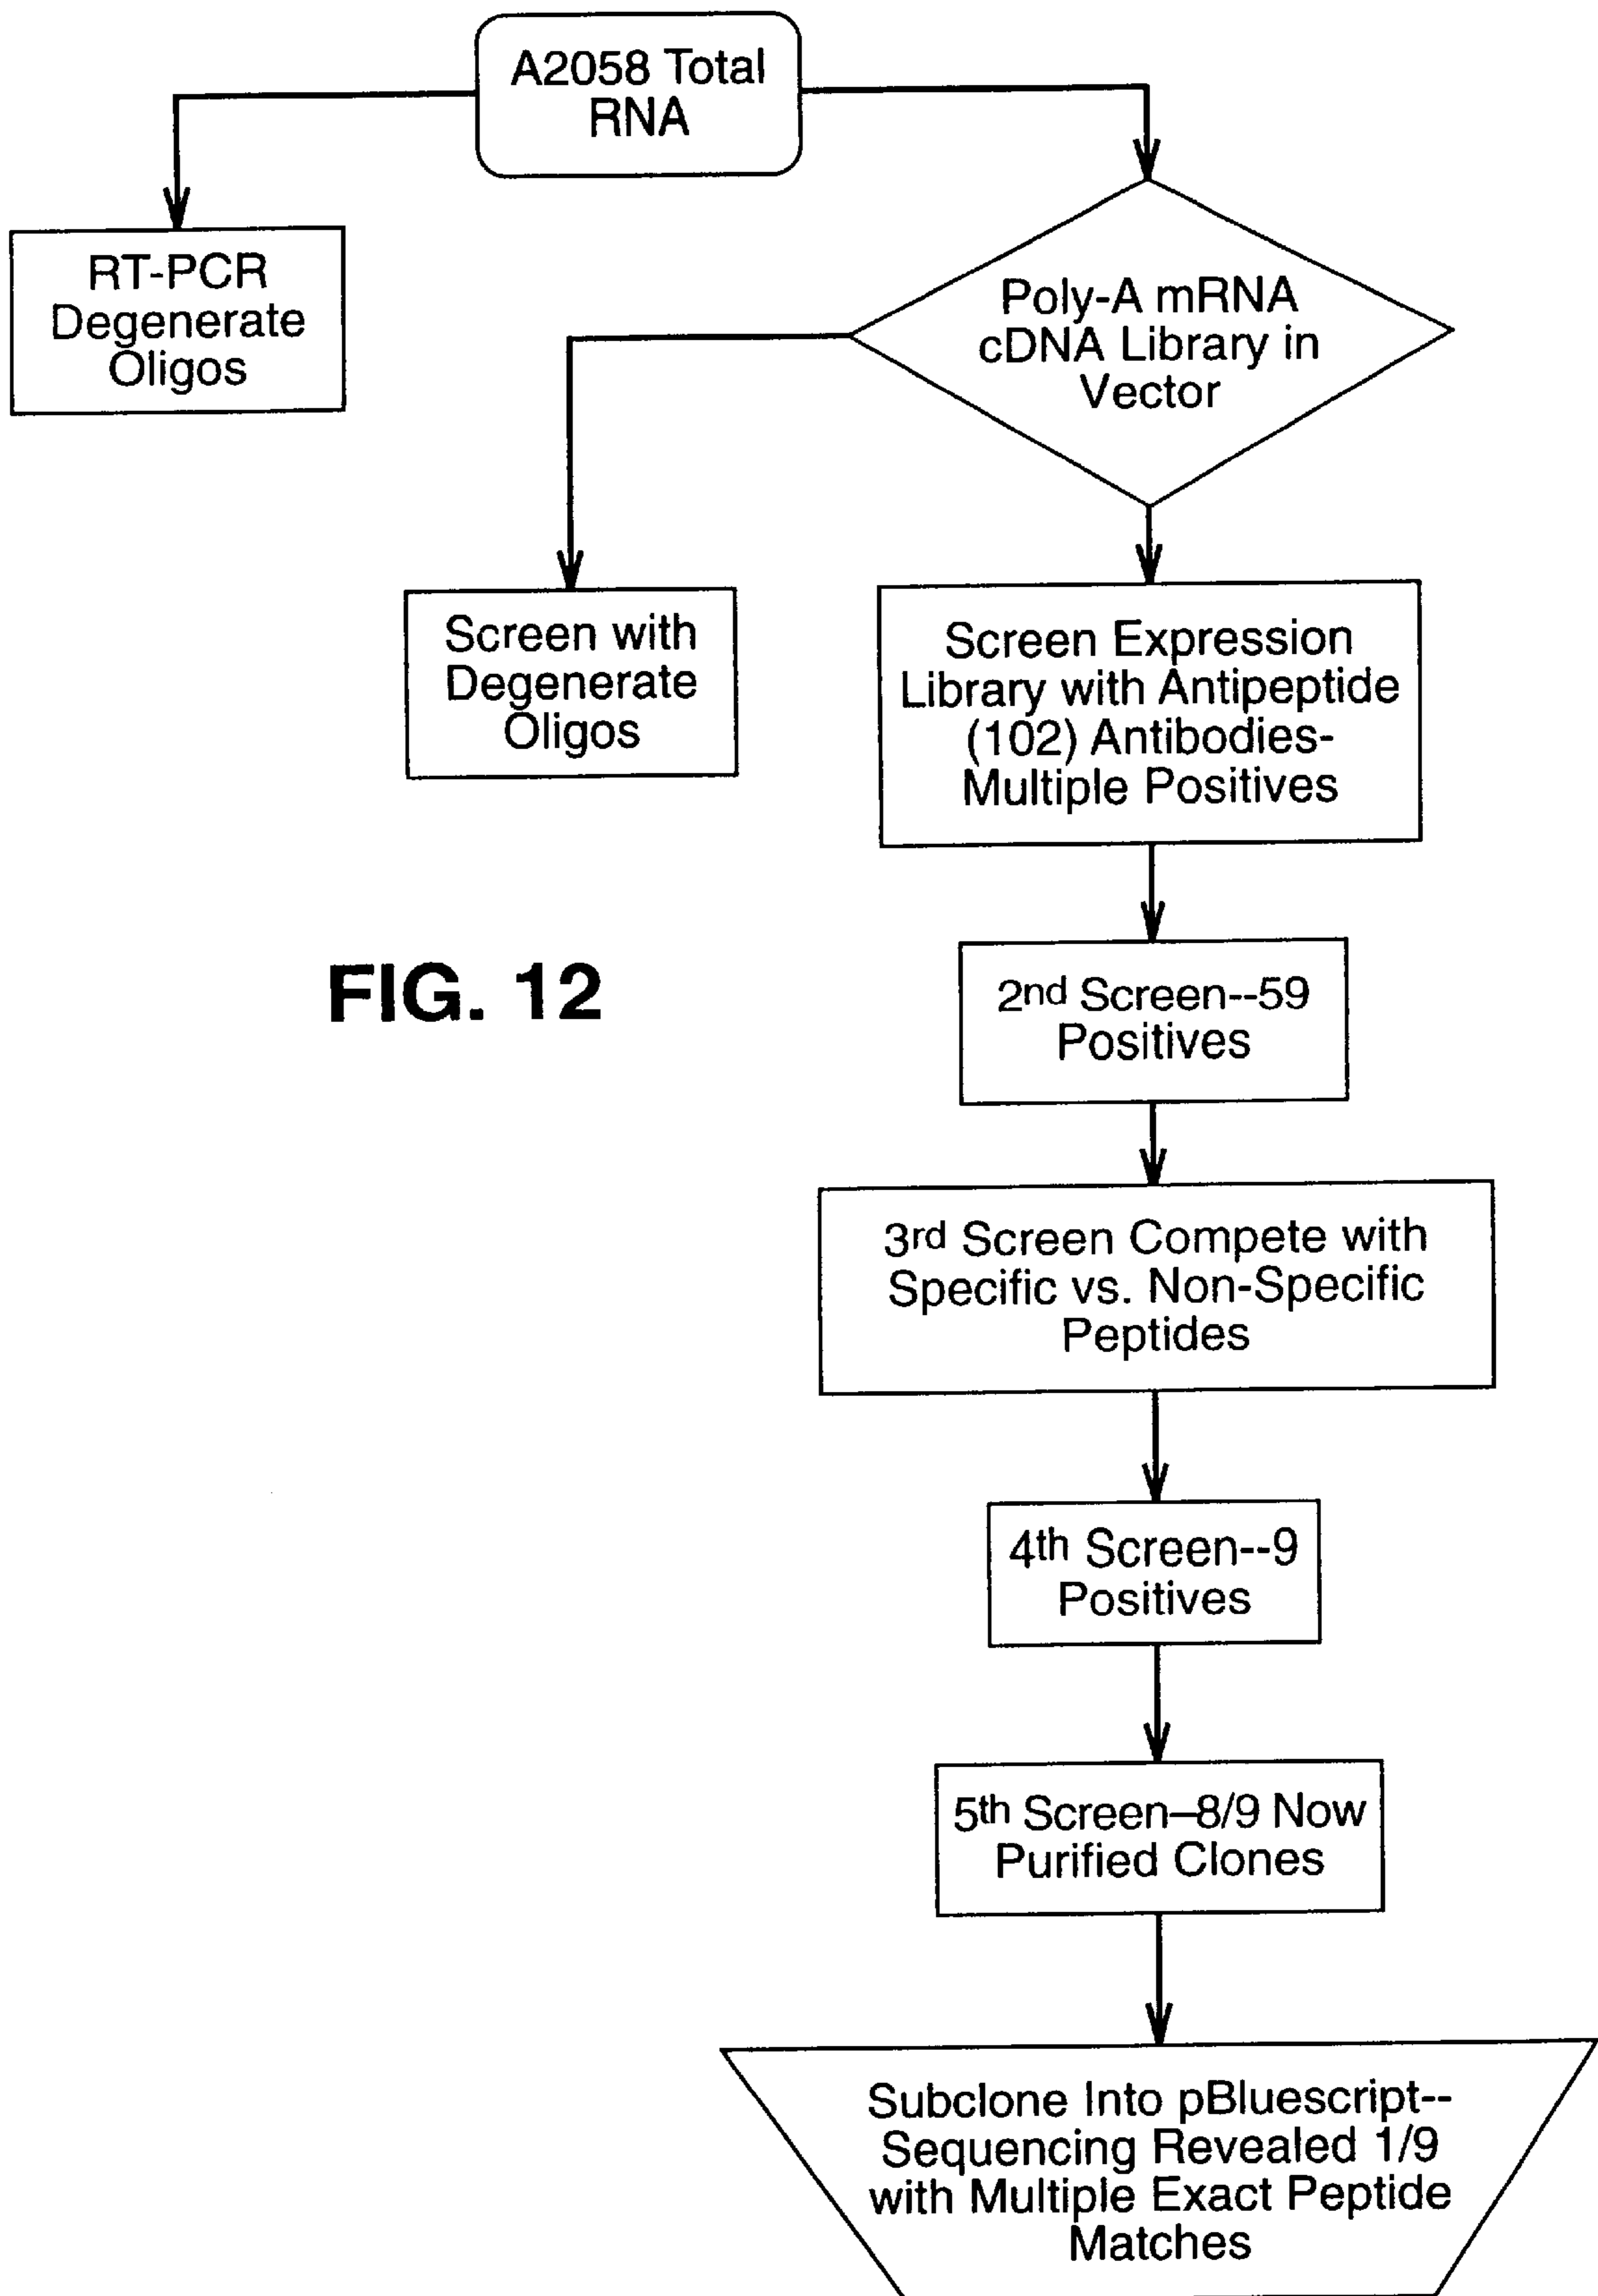 A2058 Total
RNA
RT-PCR
Degenerate
Oligos
Poly-A mRNA
cDNA Library in
Vector
Screen with
Degenerate
Oligos
Screen Expression
Library with Antipeptide
(102) Antibodies-
Multiple Positives
FIG. 12
2nd Screen--59
Positives
3rd Screen Compete with
Specific vs. Non-Specific
Peptides
4th Screen--9
Positives
5th Screen–8/9 Now
Purified Clones
Subclone Into pBluescript--
Sequencing Revealed 1/9
with Multiple Exact Peptide
Matches